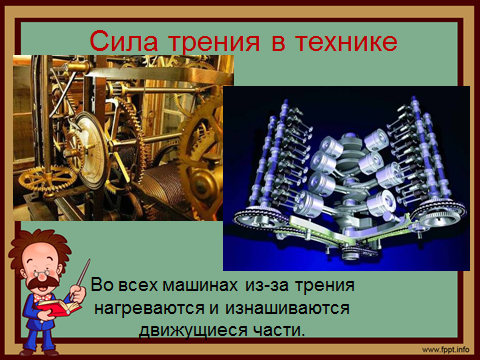 Сила трения в технике
Во всех машинах из-за трения
нагреваются и изнашиваются
движущиеся части.
www.fppt.info